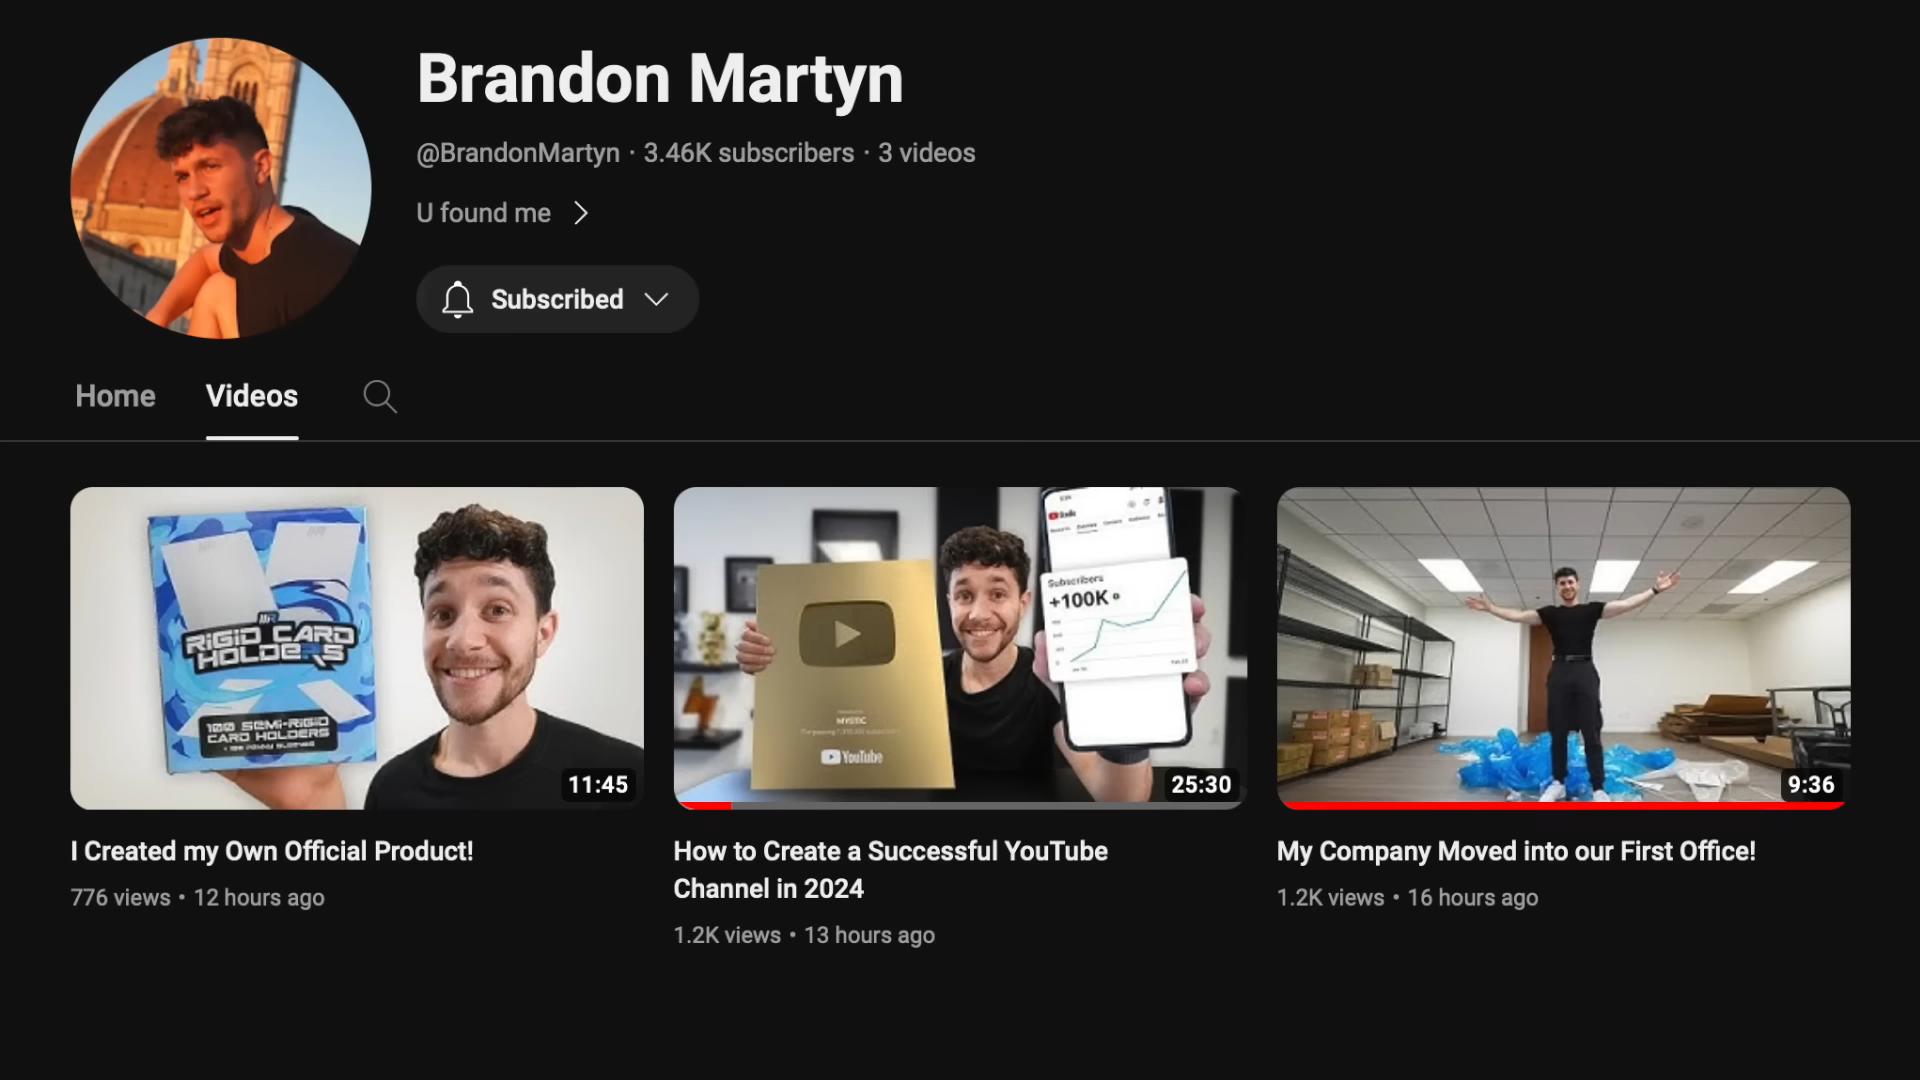 Brandon Martyn
@BrandonMartyn · 3.46K subscribers · 3 videos
U found me
Subscribed
Home
Videos
RIGID CARD
HOLDERS
100 SEMI-RIGID
CARD HOLDERS
11:45
Subscribers
+100K
MYSTIC
YouTube
25:30
9:36
I Created my Own Official Product!
776 views • 12 hours ago
How to Create a Successful YouTube
Channel in 2024
1.2K views • 13 hours ago
My Company Moved into our First Office!
1.2K views • 16 hours ago